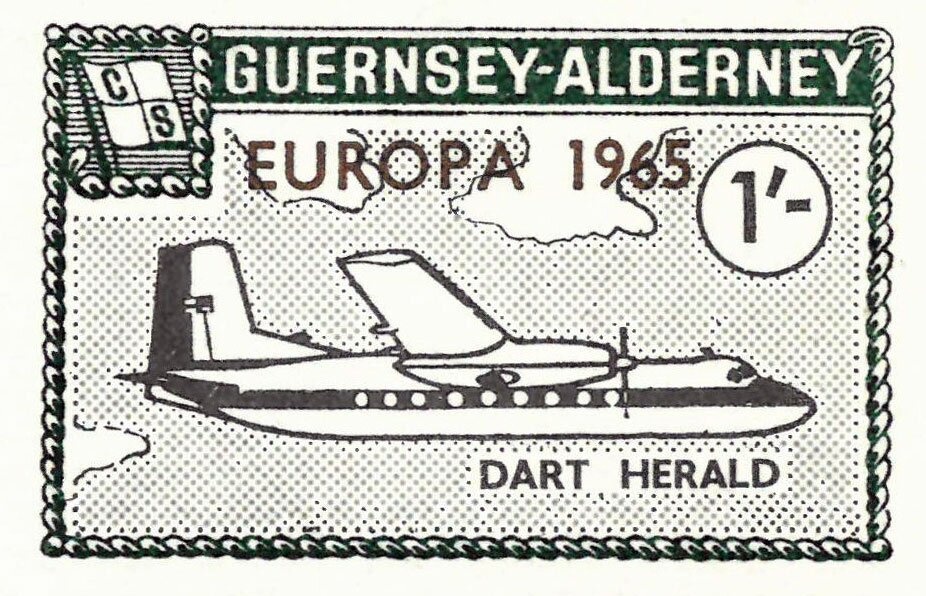 C
S
GUERNSEY-ALDERNEY
EUROPA 1965
1'-
DART HERALD